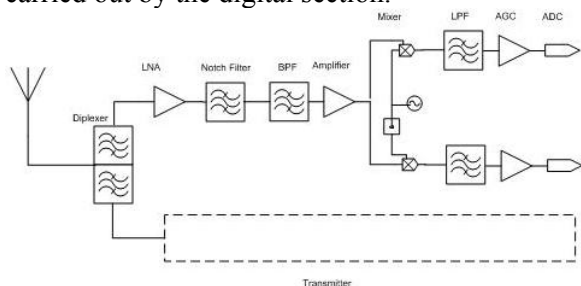 carried out by the digital section.
Mixer LPF AGC ADC
LNA Notch Filter BPF Amplifier
Diplexer
Transmitter